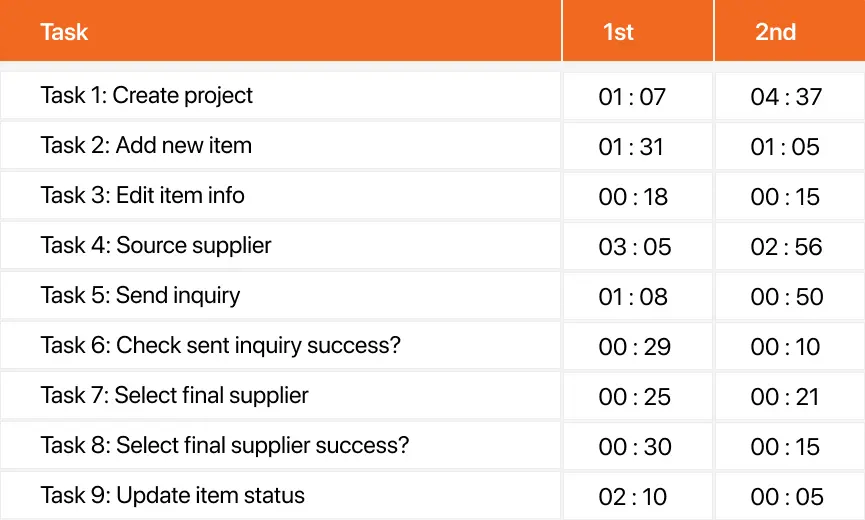 Task 1st 2nd
Task 1: Create project 01 : 07 04 : 37
Task 2: Add new item 01 : 31 01 : 05
Task 3: Edit item info 00 : 18 00 : 15
Task 4: Source supplier 03 : 05 02 : 56
Task 5: Send inquiry 01 : 08 00 : 50
Task 6: Check sent inquiry success? 00 : 29 00 : 10
Task 7: Select final supplier 00 : 25 00 : 21
Task 8: Select final supplier success? 00 : 30 00 : 15
Task 9: Update item status 02 : 10 00 : 05